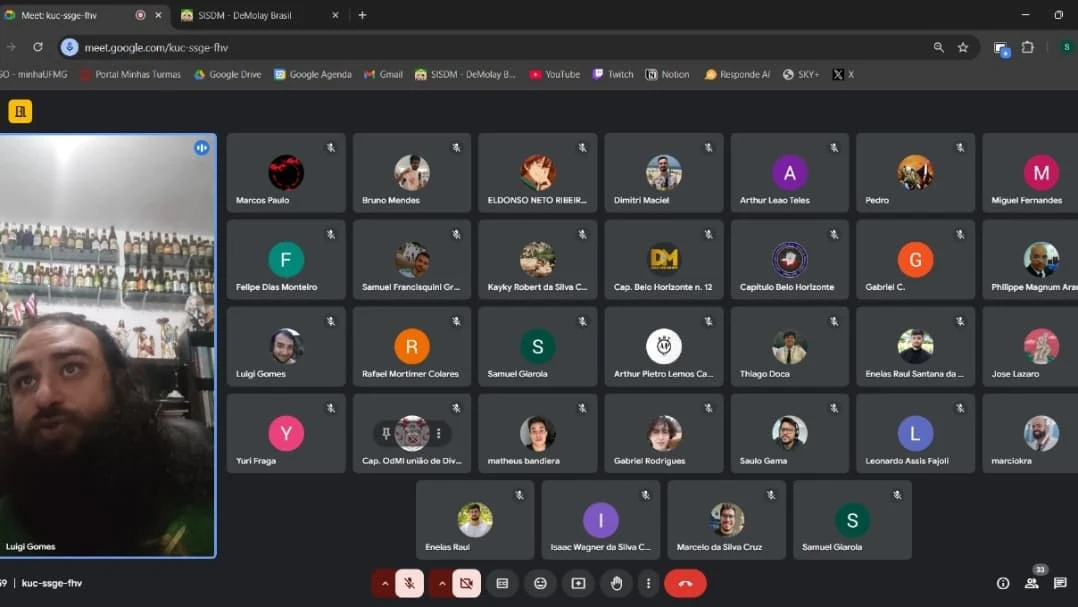 Meet: kuc-ssge-fhv
SISDM - DeMolay Brasil
meet.google.com/kuc-ssge-fhv
GO - minhaUFMG Portal Minhas Turmas Google Drive Google Agenda Gmail SISDM - DeMolay B... YouTube Twitch Notion Responde Aí SKY+ X
S
Marcos Paulo
Bruno Mendes
ELDONSO NETO RIBEIR...
Dimitri Maciel
A
Arthur Leao Teles
Pedro
M
Miguel Fernandes
F
Felipe Dias Monteiro
Samuel Francisquini Gr...
Kayky Robert da Silva C...
DM
Cap. Belo Horizonte n. 12
Capítulo Belo Horizonte
G
Gabriel C.
Philippe Magnum Arau
Luigi Gomes
R
Rafael Mortimer Colares
S
Samuel Giarola
Arthur Pietro Lemos Ca...
Thiago Doca
Eneias Raul Santana da ...
Jose Lazaro
Y
Yuri Fraga
Cap. OdMI união de Div...
matheus bandiera
Gabriel Rodrigues
Saulo Gama
L
Leonardo Assis Fajoli
marciokra
Luigi Gomes
Eneias Raul
I
Isaac Wagner da Silva C...
Marcelo da Silva Cruz
S
Samuel Giarola
59 | kuc-ssge-fhv
33